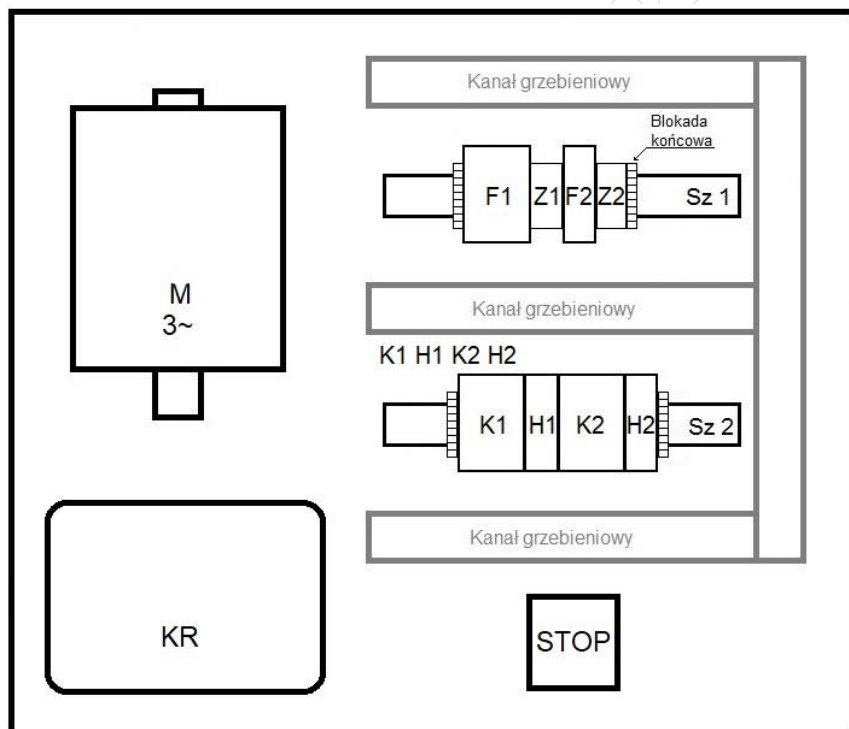 Kanał grzebieniowy
Blokada
końcowa
F1 Z1 F2 Z2 Sz 1
M
3~
Kanał grzebieniowy
K1 H1 K2 H2
K1 H1 K2 H2 Sz 2
Kanał grzebieniowy
KR
STOP